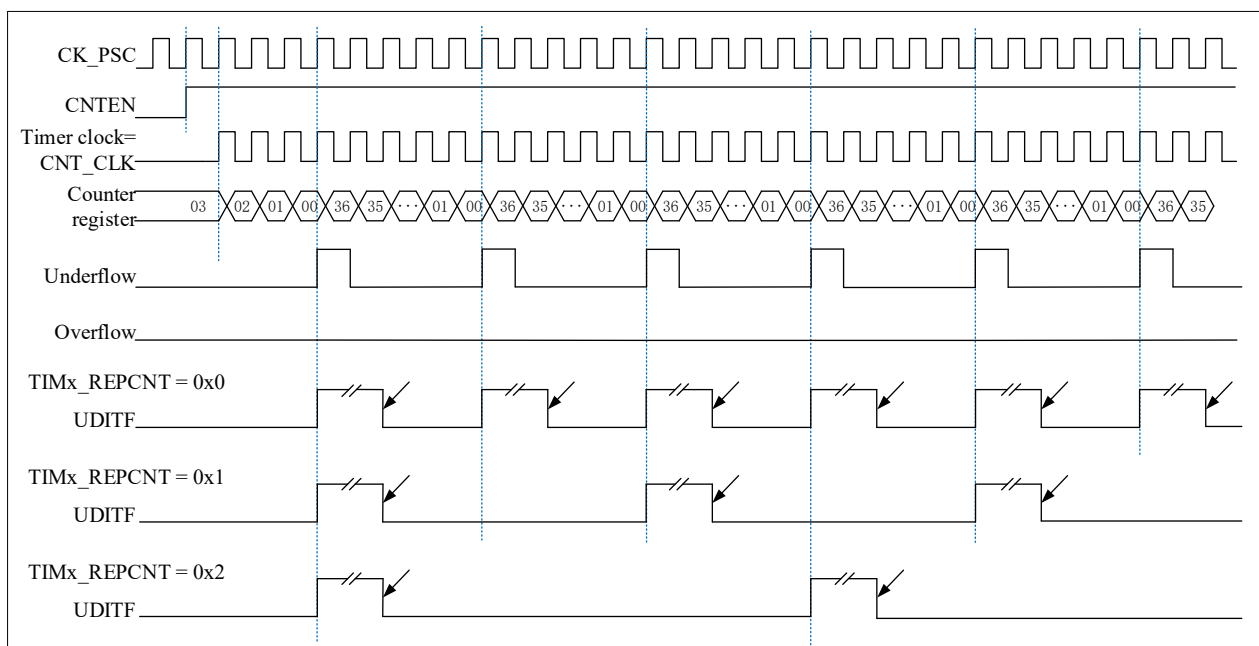 CK_PSC
CNTEN
Timer clock=
CNT_CLK
Counter
register
03 02 01 00 36 35 ··· 01 00 36 35 ··· 01 00 36 35 ··· 01 00 36 35 ··· 01 00 36 35 ··· 01 00 36 35
Underflow
Overflow
TIMx_REPCNT = 0x0
UDITF
TIMx_REPCNT = 0x1
UDITF
TIMx_REPCNT = 0x2
UDITF